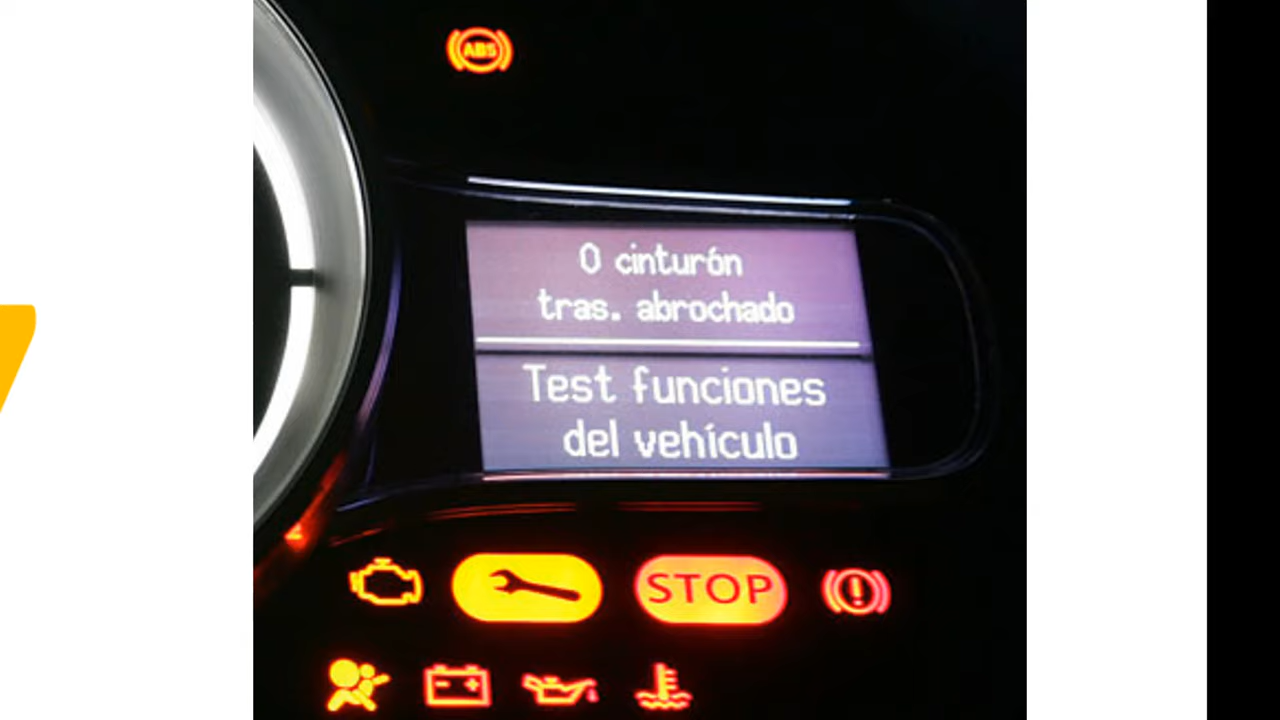 ABS
0 cinturón
tras. abrochado
Test funciones
del vehículo
STOP